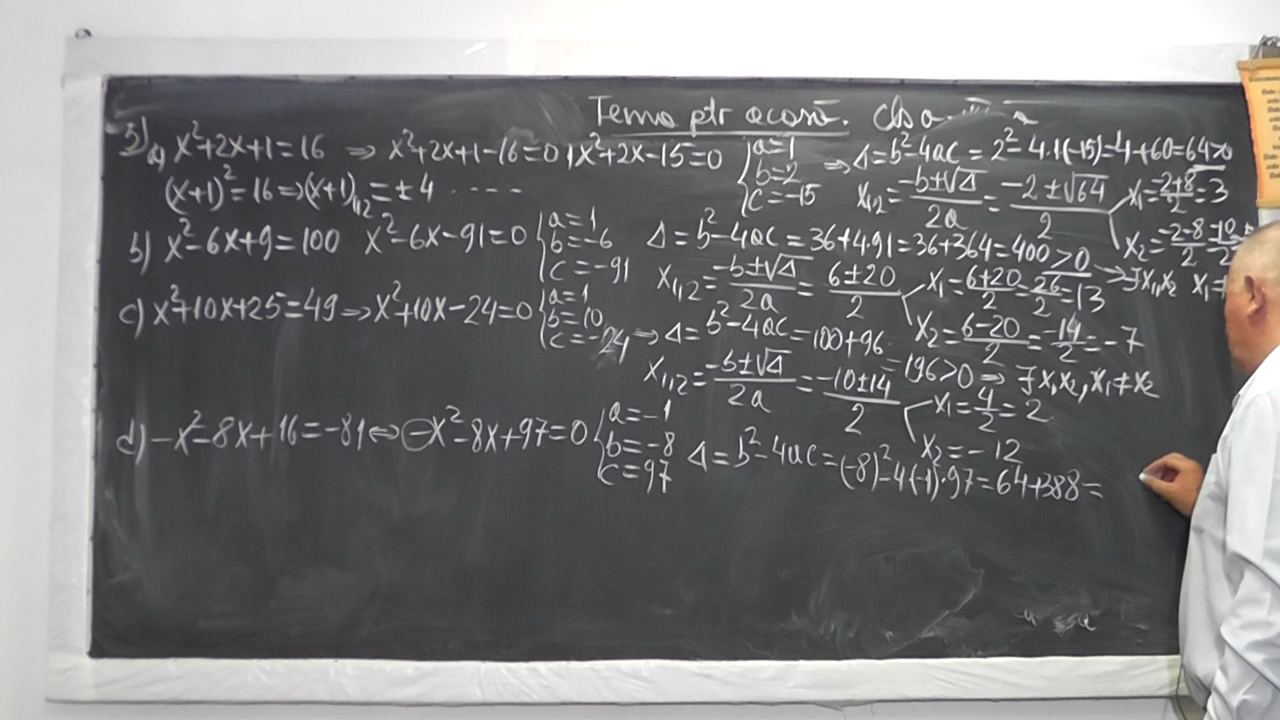 Tema ptr acasă. cls a
3) a) x²+2x+1=16 ⇒ x²+2x+1-16=0, x²+2x-15=0 { a=1 b=2 c=-15 ⇒ Δ=b²-4ac=2²-4·1(-15)=4+60=64>0
(x+1)²=16⇒(x+1)₁,₂=±4 ..... x₁,₂=(-b±√Δ)/2a=(-2±√64)/2 x₁=(-2+8)/2=3
x₂=(-2-8)/2=-10/2
b) x²-6x+9=100 x²-6x-91=0 { a=1 b=-6 c=-91 Δ=b²-4ac=36+4·91=36+364=400>0 ⇒ ∃x₁,x₂ x₁≠
x₁,₂=(-b±√Δ)/2a=(6±20)/2 x₁=(6+20)/2=26/2=13
x₂=(6-20)/2=-14/2=-7
c) x²+10x+25=49⇒x²+10x-24=0 { a=1 b=10 c=-24 ⇒ Δ=b²-4ac=100+96
=196>0 ⇒ ∃x₁,x₂, x₁≠x₂
x₁,₂=(-b±√Δ)/2a=(-10±14)/2 x₁=4/2=2
x₂=-12
d) -x²-8x+16=-81⇔-x²-8x+97=0 { a=-1 b=-8 c=97 Δ=b²-4ac=(-8)²-4(-1)·97=64+388=